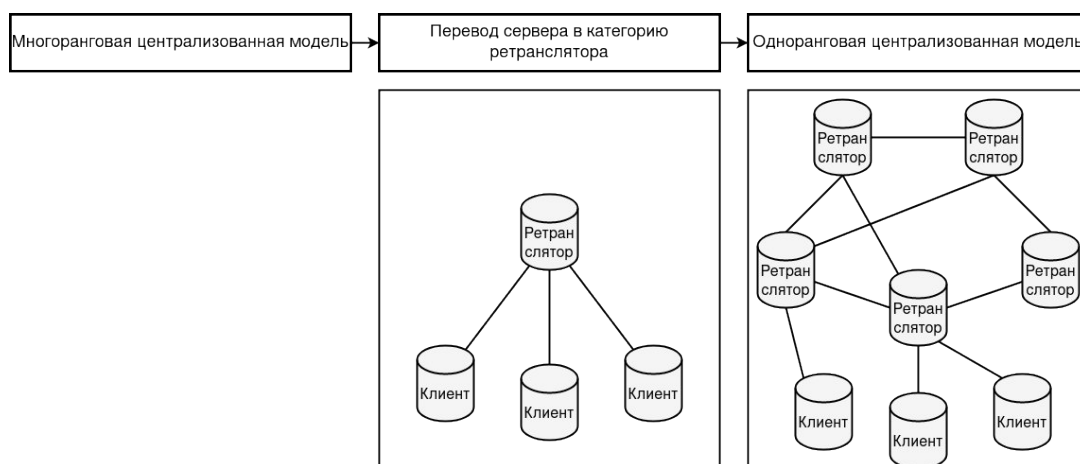 Многоранговая централизованная модель
Перевод сервера в категорию
ретранслятора
Одноранговая централизованная модель
Ретран
слятор
Ретран
слятор
Ретран
слятор
Ретран
слятор
Ретран
слятор
Ретран
слятор
Клиент
Клиент
Клиент
Клиент
Клиент
Клиент